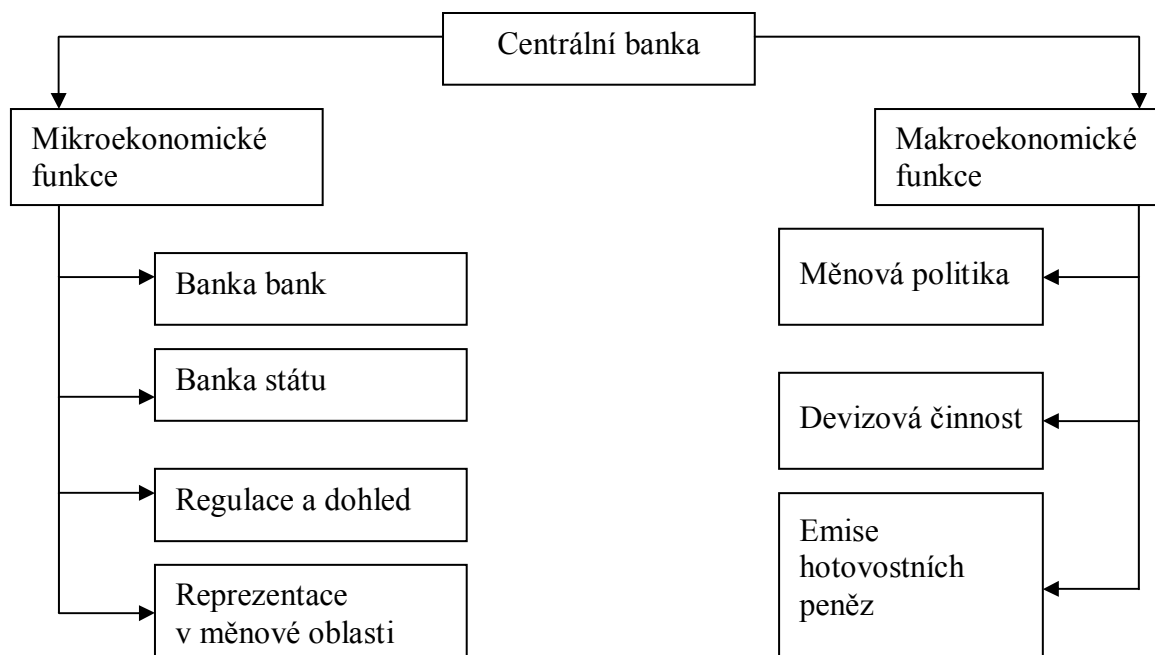 Centrální banka
Mikroekonomické
funkce
Banka bank
Banka státu
Regulace a dohled
Reprezentace
v měnové oblasti
Makroekonomické
funkce
Měnová politika
Devizová činnost
Emise
hotovostních
peněz